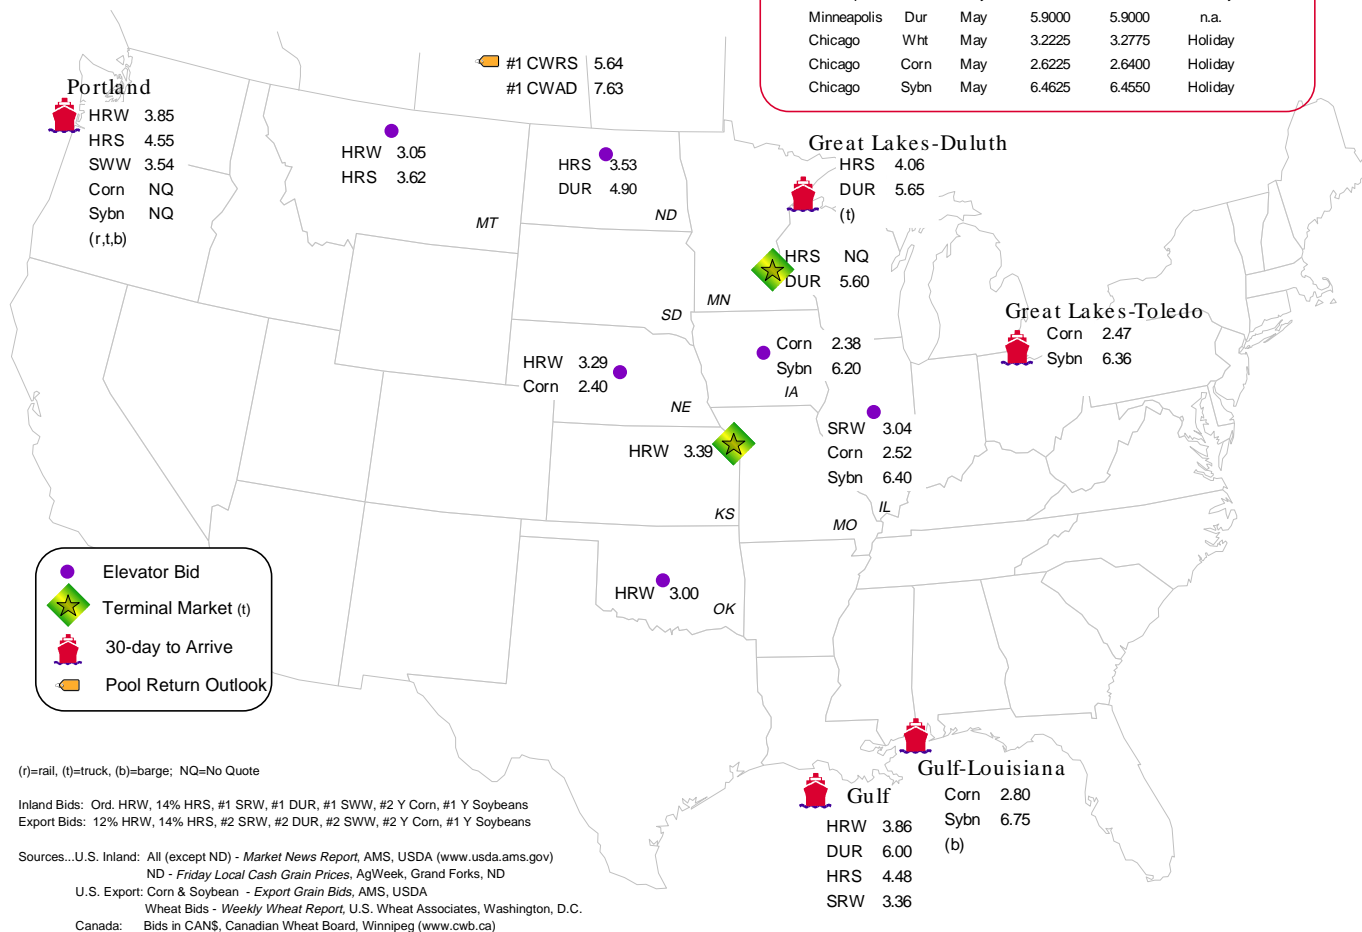 Minneapolis Dur May 5.9000 5.9000 n.a.
Chicago Wht May 3.2225 3.2775 Holiday
Chicago Corn May 2.6225 2.6400 Holiday
Chicago Sybn May 6.4625 6.4550 Holiday
#1 CWRS 5.64
#1 CWAD 7.63
Portland
HRW 3.85
HRS 4.55
SWW 3.54
Corn NQ
Sybn NQ
(r,t,b)
HRW 3.05
HRS 3.62
MT
HRS 3.53
DUR 4.90
ND
Great Lakes-Duluth
HRS 4.06
DUR 5.65
(t)
HRS NQ
DUR 5.60
MN
SD
Great Lakes-Toledo
Corn 2.47
Sybn 6.36
HRW 3.29
Corn 2.40
NE
Corn 2.38
Sybn 6.20
IA
SRW 3.04
Corn 2.52
Sybn 6.40
IL
HRW 3.39
KS
MO
HRW 3.00
OK
Elevator Bid
Terminal Market (t)
30-day to Arrive
Pool Return Outlook
Gulf-Louisiana
Corn 2.80
Sybn 6.75
(b)
Gulf
HRW 3.86
DUR 6.00
HRS 4.48
SRW 3.36
(r)=rail, (t)=truck, (b)=barge; NQ=No Quote
Inland Bids: Ord. HRW, 14% HRS, #1 SRW, #1 DUR, #1 SWW, #2 Y Corn, #1 Y Soybeans
Export Bids: 12% HRW, 14% HRS, #2 SRW, #2 DUR, #2 SWW, #2 Y Corn, #1 Y Soybeans
Sources...U.S. Inland: All (except ND) - Market News Report, AMS, USDA (www.usda.ams.gov)
ND - Friday Local Cash Grain Prices, AgWeek, Grand Forks, ND
U.S. Export: Corn & Soybean - Export Grain Bids, AMS, USDA
Wheat Bids - Weekly Wheat Report, U.S. Wheat Associates, Washington, D.C.
Canada: Bids in CAN$, Canadian Wheat Board, Winnipeg (www.cwb.ca)